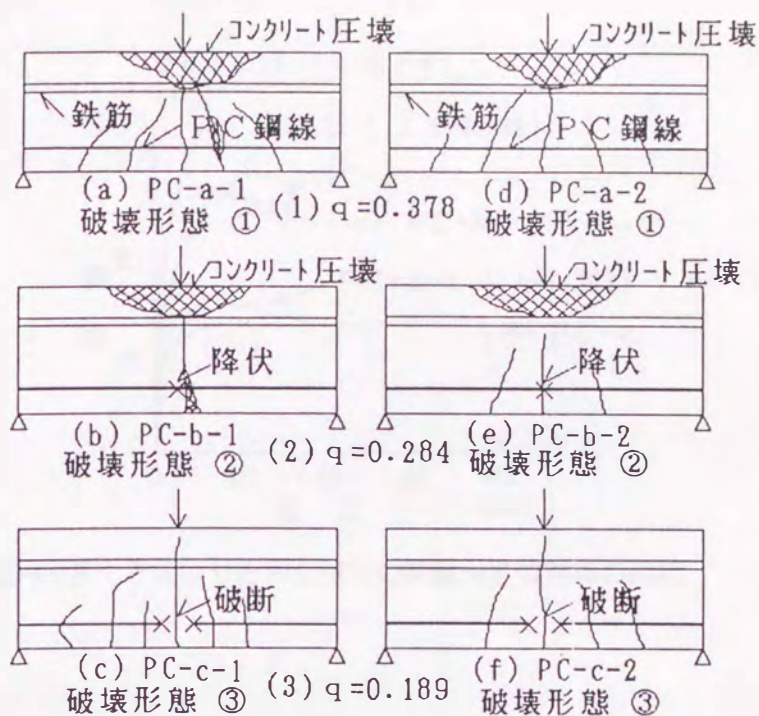 コンクリート圧壊
コンクリート圧壊
鉄筋
PC鋼線
鉄筋
PC鋼線
(a) PC-a-1
破壊形態 ①
(1) q=0.378
(d) PC-a-2
破壊形態 ①
コンクリート圧壊
コンクリート圧壊
降伏
降伏
(b) PC-b-1
破壊形態 ②
(2) q=0.284
(e) PC-b-2
破壊形態 ②
破断
破断
(c) PC-c-1
破壊形態 ③
(3) q=0.189
(f) PC-c-2
破壊形態 ③